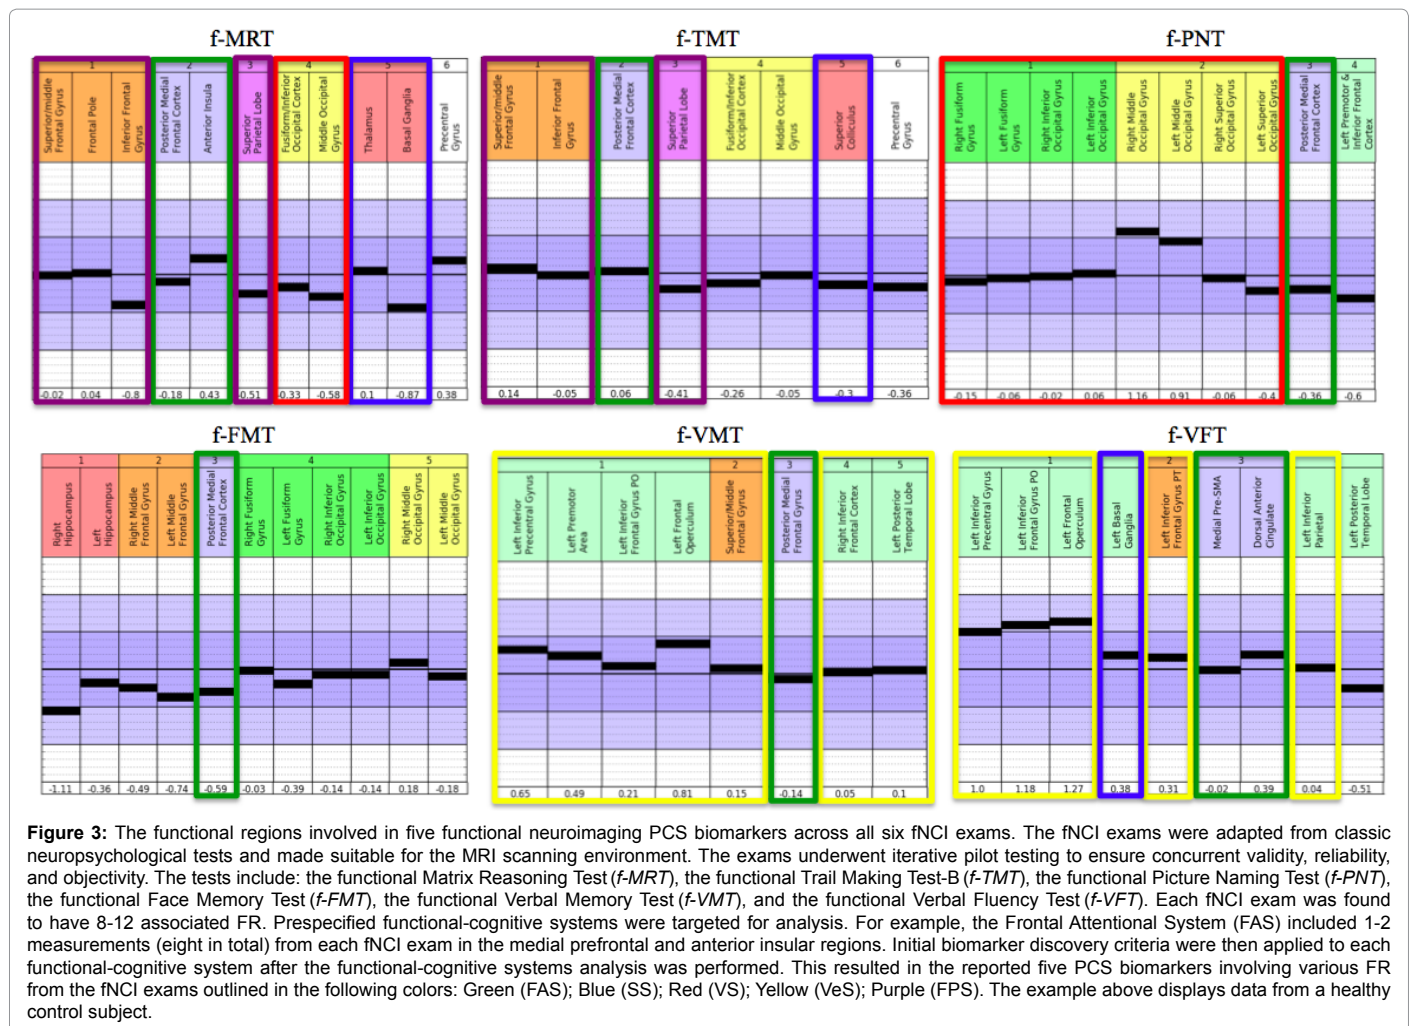 f-MRT
1 2 3 4 5 6
Superior/middle Frontal Gyrus
Frontal Pole
Inferior Frontal Gyrus
Posterior Medial Frontal Cortex
Anterior Insula
Superior Parietal Lobe
Fusiform/Inferior Occipital Cortex
Middle Occipital Gyrus
Thalamus
Basal Ganglia
Precentral Gyrus
-0.02 0.04 -0.8 -0.18 0.43 -0.51 -0.33 -0.58 0.1 -0.87 0.38
f-TMT
1 2 3 4 5 6
Superior/middle Frontal Gyrus
Inferior Frontal Gyrus
Posterior Medial Frontal Cortex
Superior Parietal Lobe
Fusiform/Inferior Occipital Cortex
Middle Occipital Gyrus
Superior Colliculus
Precentral Gyrus
0.14 -0.05 0.06 -0.41 -0.26 -0.05 -0.3 -0.36
f-PNT
1 2 3 4
Right Fusiform Gyrus
Left Fusiform Gyrus
Right Inferior Occipital Gyrus
Left Inferior Occipital Gyrus
Right Middle Occipital Gyrus
Left Middle Occipital Gyrus
Right Superior Occipital Gyrus
Left Superior Occipital Gyrus
Posterior Medial Frontal Cortex
Left Premotor & Inferior Frontal Cortex
-0.15 -0.06 -0.02 0.06 1.16 0.91 -0.06 -0.4 -0.36 -0.6
f-FMT
1 2 3 4 5
Right Hippocampus
Left Hippocampus
Right Middle Frontal Gyrus
Left Middle Frontal Gyrus
Posterior Medial Frontal Cortex
Right Fusiform Gyrus
Left Fusiform Gyrus
Right Inferior Occipital Gyrus
Left Inferior Occipital Gyrus
Right Middle Occipital Gyrus
Left Middle Occipital Gyrus
-1.11 -0.36 -0.49 -0.74 -0.59 -0.03 -0.39 -0.14 -0.14 0.18 -0.18
f-VMT
1 2 3 4 5
Left Inferior Precentral Gyrus
Left Premotor Area
Left Inferior Frontal Gyrus PO
Left Frontal Operculum
Superior/Middle Frontal Gyrus
Posterior Medial Frontal Gyrus
Right Inferior Frontal Cortex
Left Posterior Temporal Lobe
0.65 0.49 0.21 0.81 0.15 -0.14 0.05 0.1
f-VFT
1 2 3
Left Inferior Precentral Gyrus
Left Inferior Frontal Gyrus PO
Left Frontal Operculum
Left Basal Ganglia
Left Inferior Frontal Gyrus PT
Medial Pre-SMA
Dorsal Anterior Cingulate
Left Inferior Parietal
Left Posterior Temporal Lobe
1.0 1.18 1.27 0.38 0.31 -0.02 0.39 0.04 -0.51
Figure 3: The functional regions involved in five functional neuroimaging PCS biomarkers across all six fNCI exams. The fNCI exams were adapted from classic
neuropsychological tests and made suitable for the MRI scanning environment. The exams underwent iterative pilot testing to ensure concurrent validity, reliability,
and objectivity. The tests include: the functional Matrix Reasoning Test (f-MRT), the functional Trail Making Test-B (f-TMT), the functional Picture Naming Test (f-PNT),
the functional Face Memory Test (f-FMT), the functional Verbal Memory Test (f-VMT), and the functional Verbal Fluency Test (f-VFT). Each fNCI exam was found
to have 8-12 associated FR. Prespecified functional-cognitive systems were targeted for analysis. For example, the Frontal Attentional System (FAS) included 1-2
measurements (eight in total) from each fNCI exam in the medial prefrontal and anterior insular regions. Initial biomarker discovery criteria were then applied to each
functional-cognitive system after the functional-cognitive systems analysis was performed. This resulted in the reported five PCS biomarkers involving various FR
from the fNCI exams outlined in the following colors: Green (FAS); Blue (SS); Red (VS); Yellow (VeS); Purple (FPS). The example above displays data from a healthy
control subject.